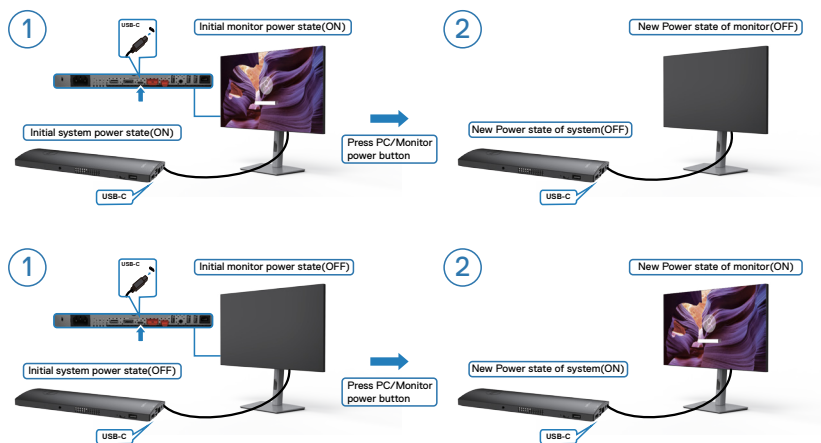 1
USB-C
Initial monitor power state(ON)
Initial system power state(ON)
USB-C
Press PC/Monitor
power button
2
New Power state of monitor(OFF)
New Power state of system(OFF)
USB-C
1
USB-C
Initial monitor power state(OFF)
Initial system power state(OFF)
USB-C
Press PC/Monitor
power button
2
New Power state of monitor(ON)
New Power state of system(ON)
USB-C